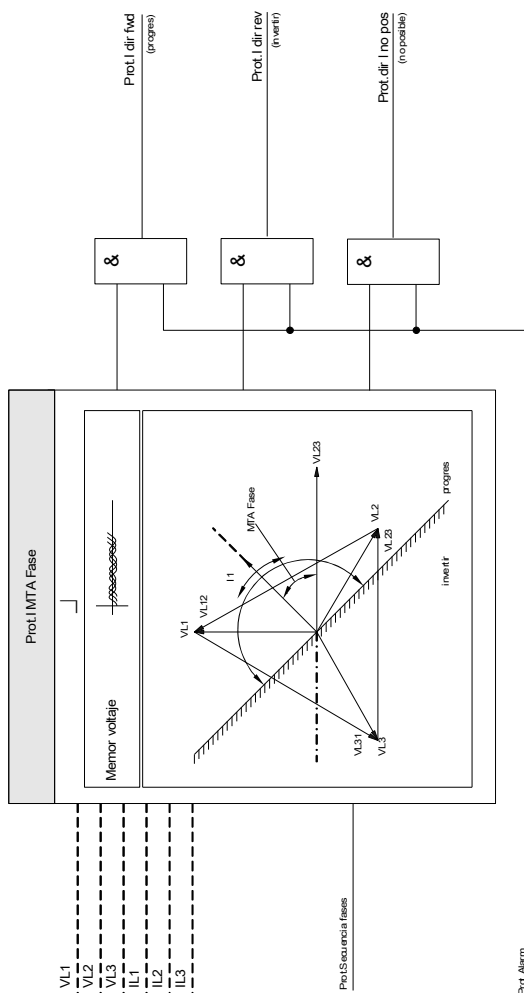 Prot.I MTA Fase
Memor voltaje
VL1
VL2
VL3
IL1
IL2
IL3
Prot.Secuencia fases
Prot. Alarm
VL1
VL12
I1
MTA Fase
VL23
VL2
VL23
VL31
VL3
progres
invertir
&
&
&
Prot.I dir fwd
(progres)
Prot.I dir rev
(invertir)
Prot.dir I no pos
(no posible)